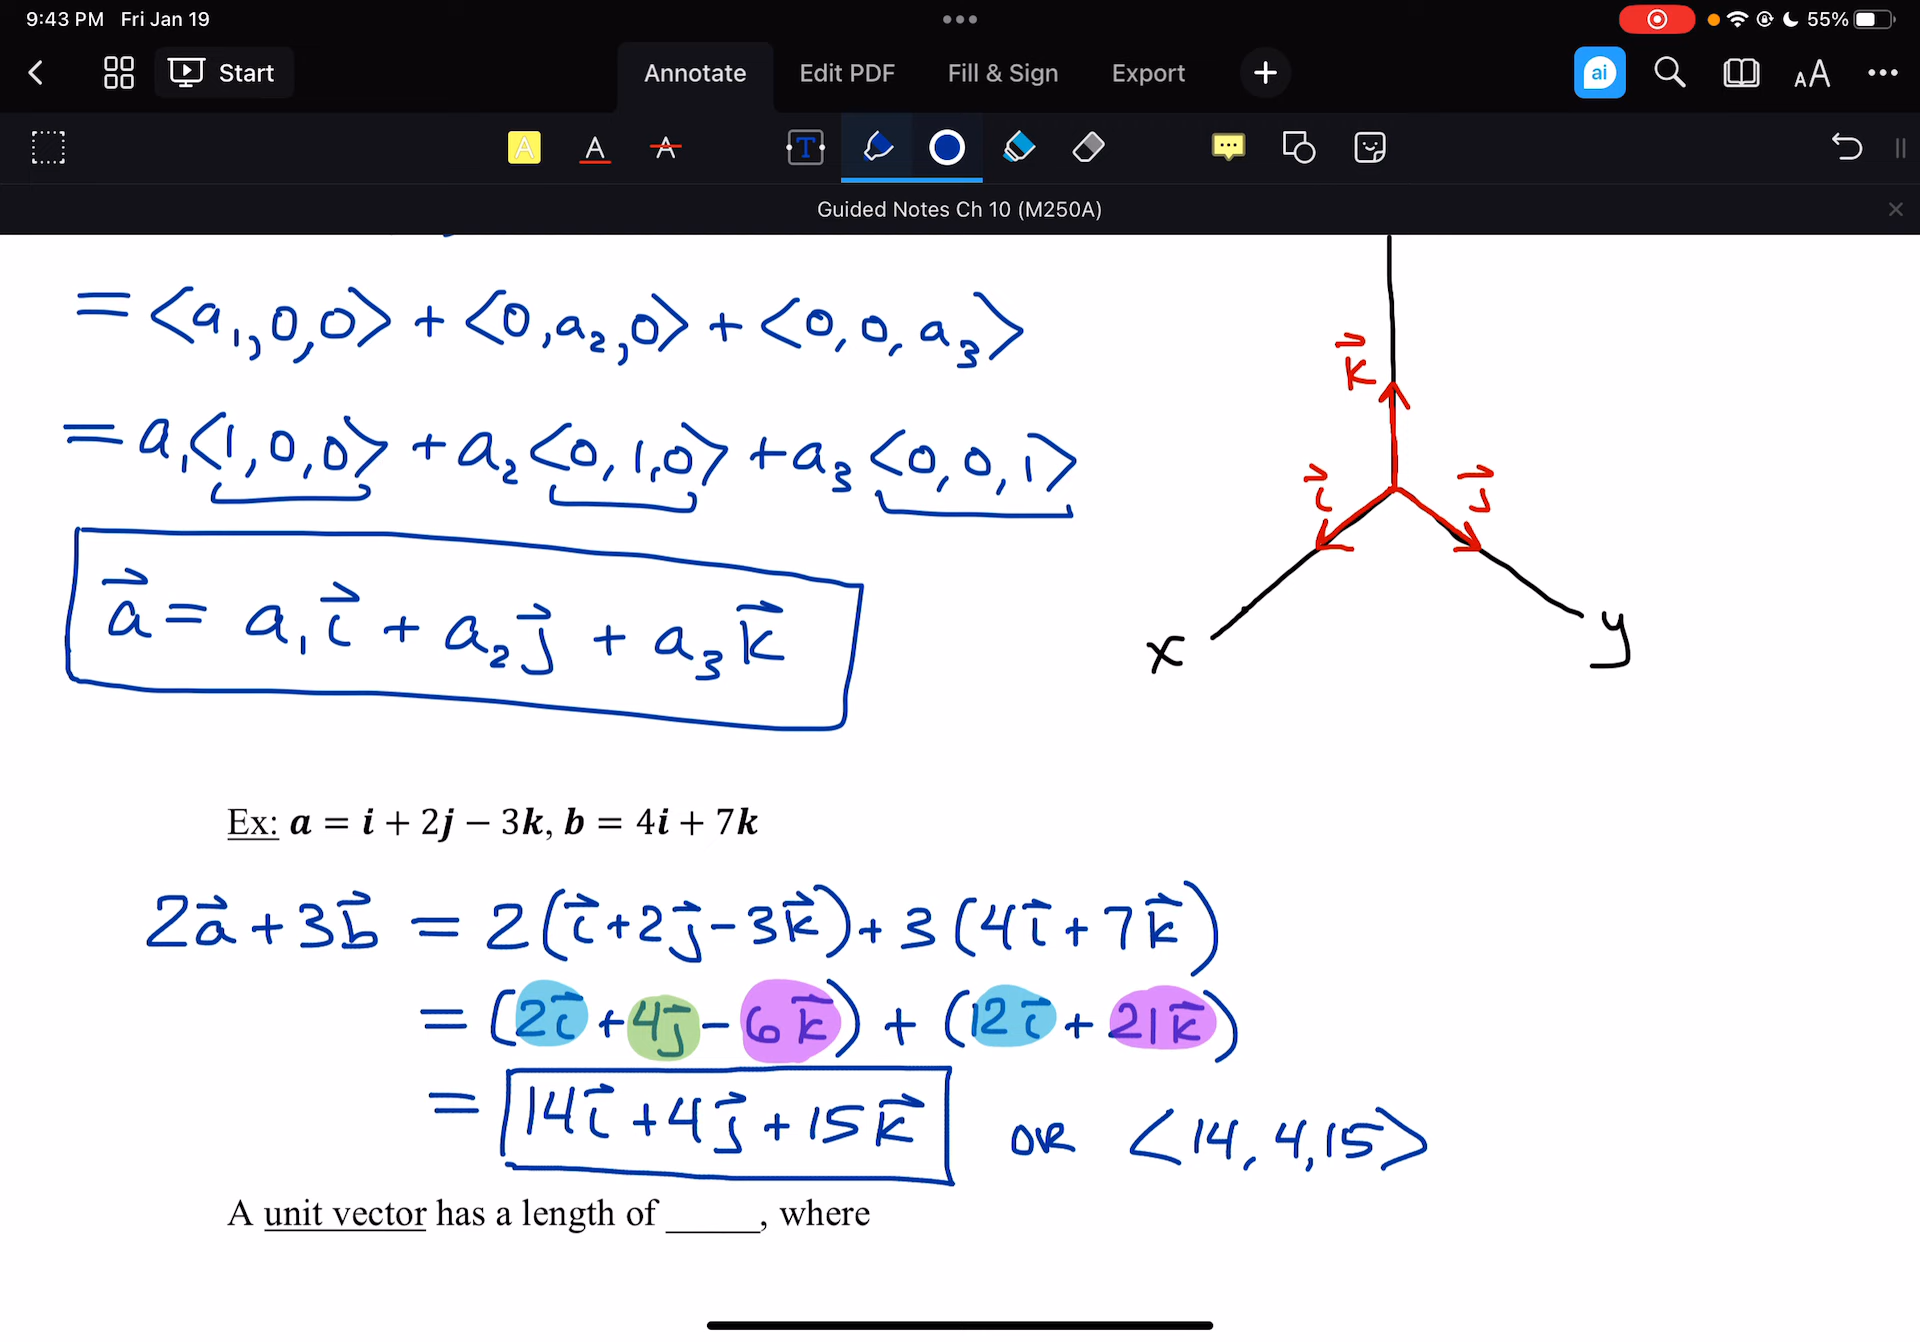 9:43 PM Fri Jan 19
55%
Start
Annotate
Edit PDF
Fill & Sign
Export
ai
AA
A
A
A
T
Guided Notes Ch 10 (M250A)
= ⟨a₁,0,0⟩ + ⟨0,a₂,0⟩ + ⟨0,0,a₃⟩
= a₁⟨1,0,0⟩ + a₂⟨0,1,0⟩ + a₃⟨0,0,1⟩
a⃗ = a₁i⃗ + a₂j⃗ + a₃k⃗
k⃗
i⃗
j⃗
x
y
Ex: a = i + 2j − 3k, b = 4i + 7k
2a⃗ + 3b⃗ = 2(i⃗+2j⃗−3k⃗) + 3(4i⃗+7k⃗)
= (2i⃗+4j⃗−6k⃗) + (12i⃗+21k⃗)
= 14i⃗+4j⃗+15k⃗ OR ⟨14,4,15⟩
A unit vector has a length of _____, where